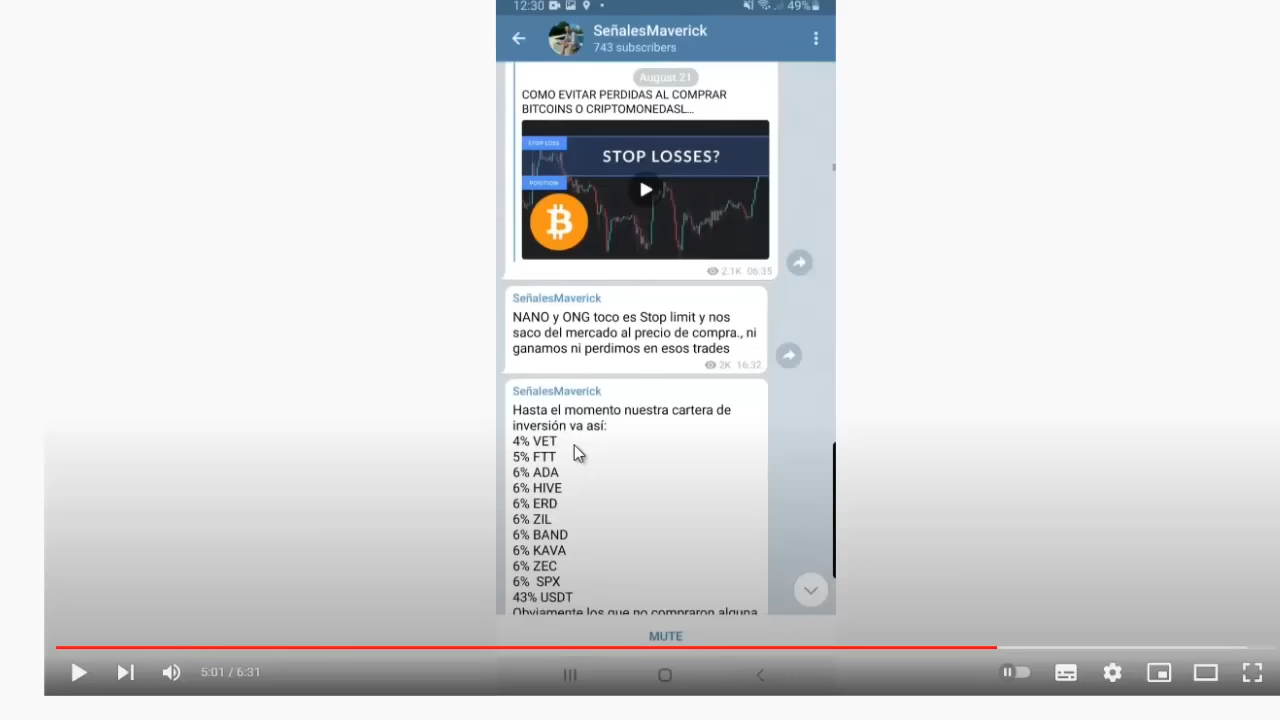 12:30
49%
SeñalesMaverick
743 subscribers
August 21
COMO EVITAR PERDIDAS AL COMPRAR
BITCOINS O CRIPTOMONEDASL…
STOP LOSS
STOP LOSSES?
POSITION
2.1K 06:35
SeñalesMaverick
NANO y ONG toco es Stop limit y nos
saco del mercado al precio de compra., ni
ganamos ni perdimos en esos trades
2K 16:32
SeñalesMaverick
Hasta el momento nuestra cartera de
inversión va así:
4% VET
5% FTT
6% ADA
6% HIVE
6% ERD
6% ZIL
6% BAND
6% KAVA
6% ZEC
6% SPX
43% USDT
Obviamente los que no compraron alguna
MUTE
5:01 / 6:31